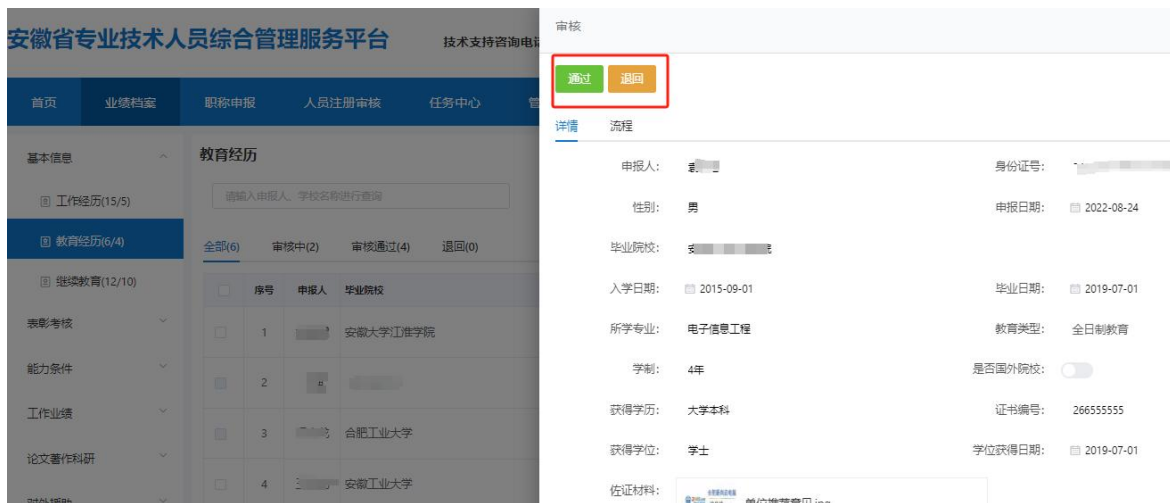 安徽省专业技术人员综合管理服务平台
技术支持咨询电话
首页 业绩档案 职称申报 人员注册审核 任务中心
基本信息
工作经历(15/5)
教育经历(6/4)
继续教育(12/10)
表彰考核
能力条件
工作业绩
论文著作科研
对外援助
教育经历
请输入申报人、学校名称进行查询
全部(6) 审核中(2) 审核通过(4) 退回(0)
序号 申报人 毕业院校
1 安徽大学江淮学院
2
3 合肥工业大学
4 安徽工业大学
审核
通过 退回
详情 流程
申报人: 身份证号:
性别: 男 申报日期: 2022-08-24
毕业院校:
入学日期: 2015-09-01 毕业日期: 2019-07-01
所学专业: 电子信息工程 教育类型: 全日制教育
学制: 4年 是否国外院校:
获得学历: 大学本科 证书编号: 266555555
获得学位: 学士 学位获得日期: 2019-07-01
佐证材料: 单位推荐意见.jpg